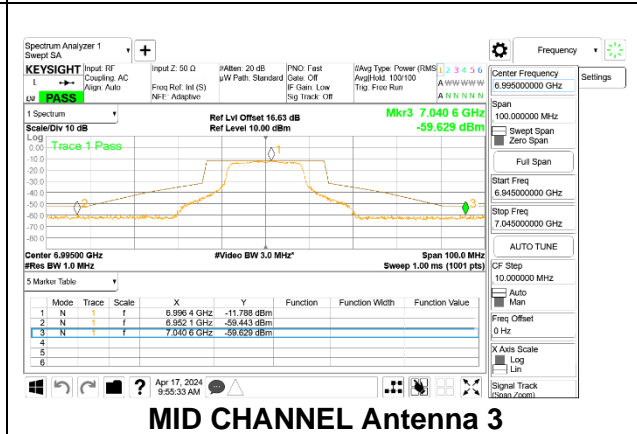 Spectrum Analyzer 1
Swept SA
Frequency
KEYSIGHT
L
PASS
Input: RF
Coupling: AC
Align: Auto
Input Z: 50 Ω
Freq Ref: Int (S)
NFE: Adaptive
#Atten: 20 dB
µW Path: Standard
PNO: Fast
Gate: Off
IF Gain: Low
Sig Track: Off
#Avg Type: Power (RMS
Avg|Hold: 100/100
Trig: Free Run
1 2 3 4 5 6
A W W W W W
A N N N N N
Center Frequency
6.995000000 GHz
Settings
Span
100.000000 MHz
Swept Span
Zero Span
Full Span
Start Freq
6.945000000 GHz
Stop Freq
7.045000000 GHz
AUTO TUNE
CF Step
10.000000 MHz
Auto
Man
Freq Offset
0 Hz
X Axis Scale
Log
Lin
Signal Track
(Span Zoom)
1 Spectrum
Scale/Div 10 dB
Ref Lvl Offset 16.63 dB
Ref Level 10.00 dBm
Mkr3 7.040 6 GHz
-59.629 dBm
Log
Trace 1 Pass
0.00
-10.0
-20.0
-30.0
-40.0
-50.0
-60.0
-70.0
-80.0
1
2
3
Center 6.99500 GHz
#Video BW 3.0 MHz*
Span 100.0 MHz
#Res BW 1.0 MHz
Sweep 1.00 ms (1001 pts)
5 Marker Table
Mode Trace Scale X Y Function Function Width Function Value
1 N 1 f 6.996 4 GHz -11.788 dBm
2 N 1 f 6.952 1 GHz -59.443 dBm
3 N 1 f 7.040 6 GHz -59.629 dBm
4
5
6
?
Apr 17, 2024
9:55:33 AM
MID CHANNEL Antenna 3